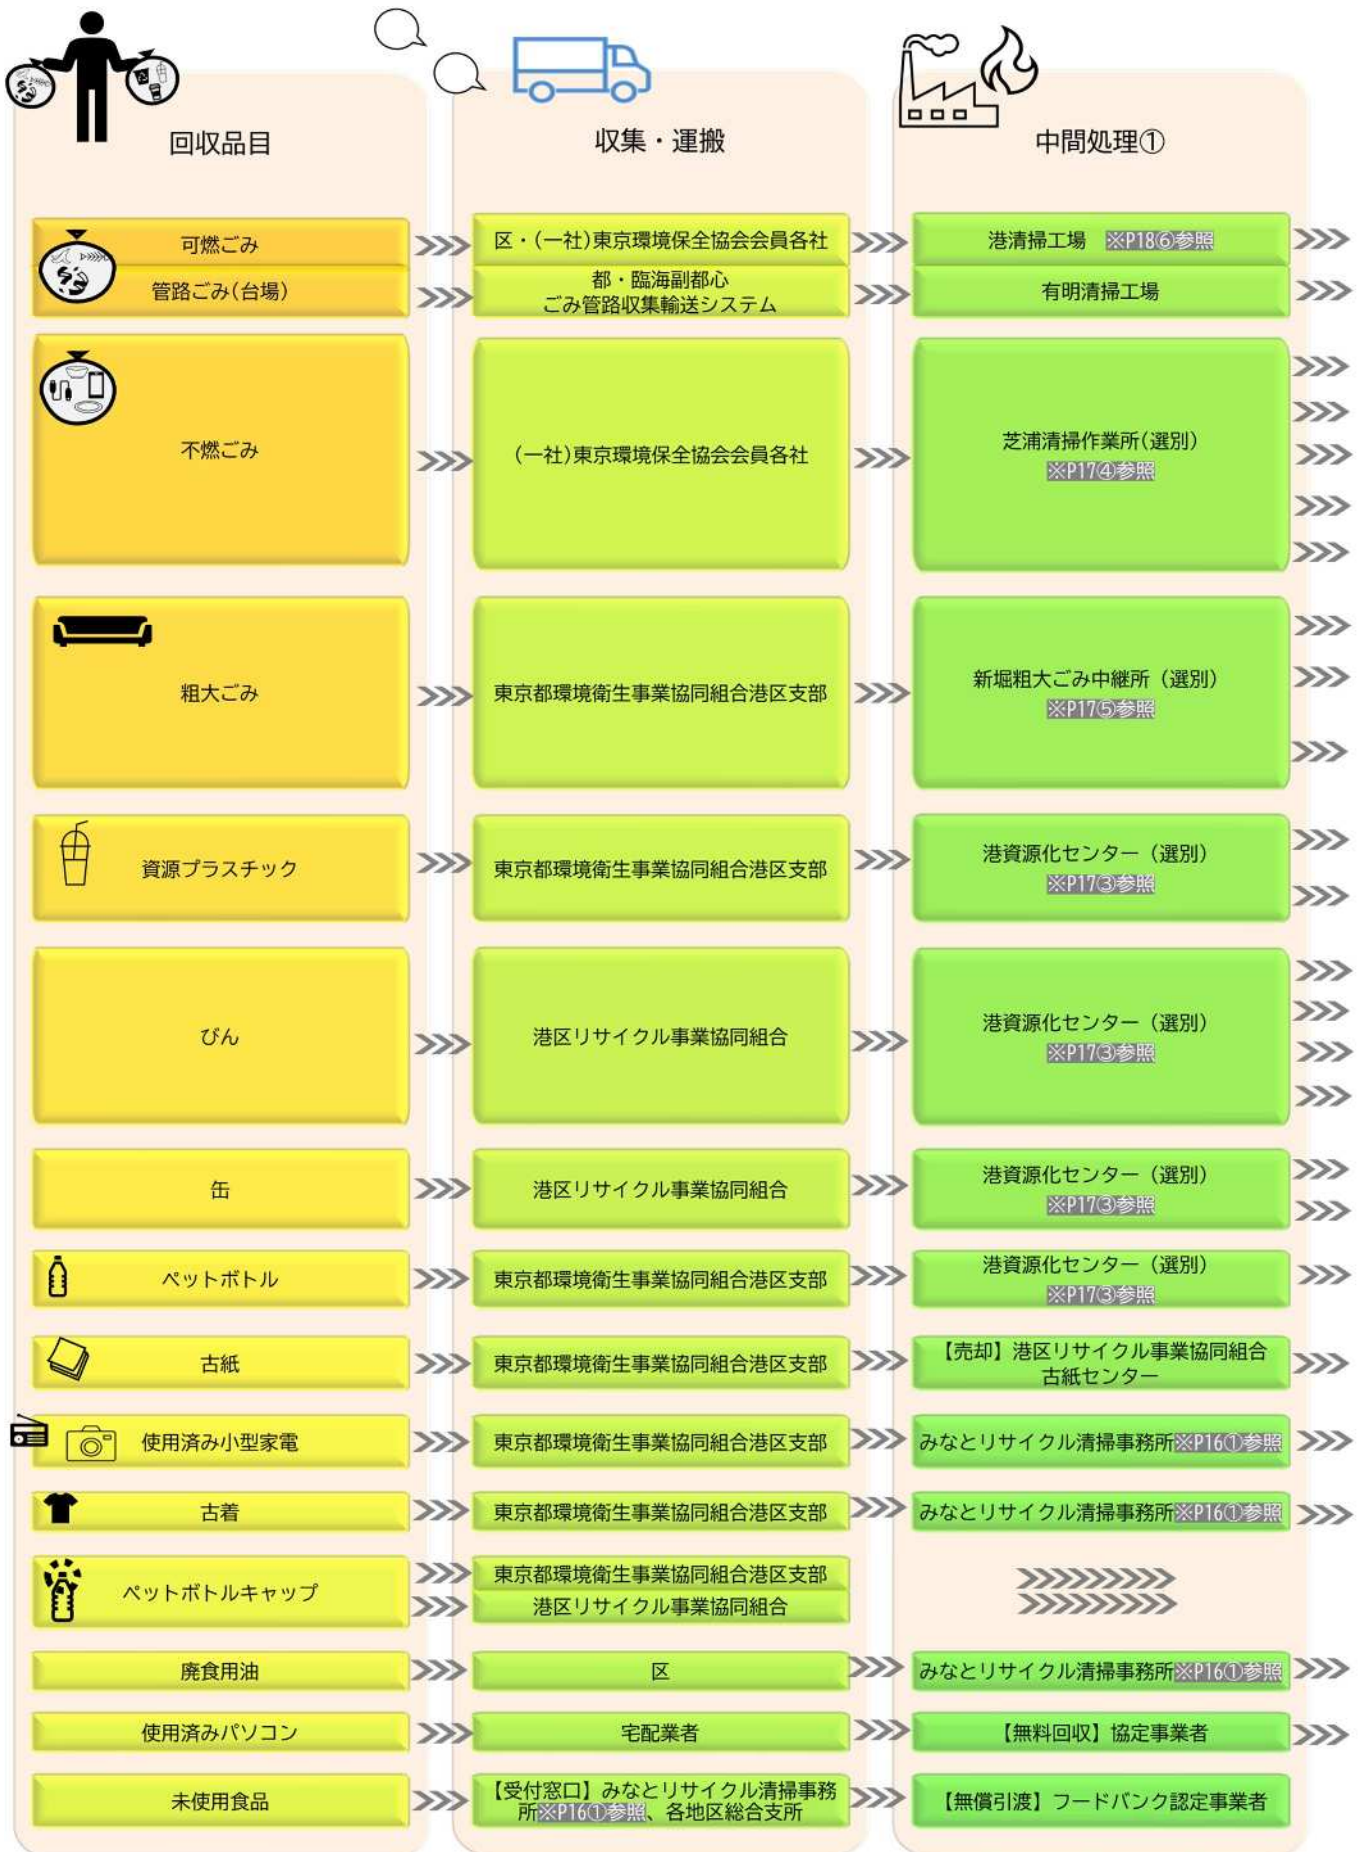 回収品目
収集・運搬
中間処理①
可燃ごみ
区・(一社)東京環境保全協会会員各社
港清掃工場 ※P18⑥参照
管路ごみ(台場)
都・臨海副都心
ごみ管路収集輸送システム
有明清掃工場
不燃ごみ
(一社)東京環境保全協会会員各社
芝浦清掃作業所(選別)
※P17④参照
粗大ごみ
東京都環境衛生事業協同組合港区支部
新堀粗大ごみ中継所(選別)
※P17⑤参照
資源プラスチック
東京都環境衛生事業協同組合港区支部
港資源化センター(選別)
※P17③参照
びん
港区リサイクル事業協同組合
港資源化センター(選別)
※P17③参照
缶
港区リサイクル事業協同組合
港資源化センター(選別)
※P17③参照
ペットボトル
東京都環境衛生事業協同組合港区支部
港資源化センター(選別)
※P17③参照
古紙
東京都環境衛生事業協同組合港区支部
【売却】港区リサイクル事業協同組合
古紙センター
使用済み小型家電
東京都環境衛生事業協同組合港区支部
みなとリサイクル清掃事務所※P16①参照
古着
東京都環境衛生事業協同組合港区支部
みなとリサイクル清掃事務所※P16①参照
ペットボトルキャップ
東京都環境衛生事業協同組合港区支部
港区リサイクル事業協同組合
廃食用油
区
みなとリサイクル清掃事務所※P16①参照
使用済みパソコン
宅配業者
【無料回収】協定事業者
未使用食品
【受付窓口】みなとリサイクル清掃事務
所※P16①参照、各地区総合支所
【無償引渡】フードバンク認定事業者